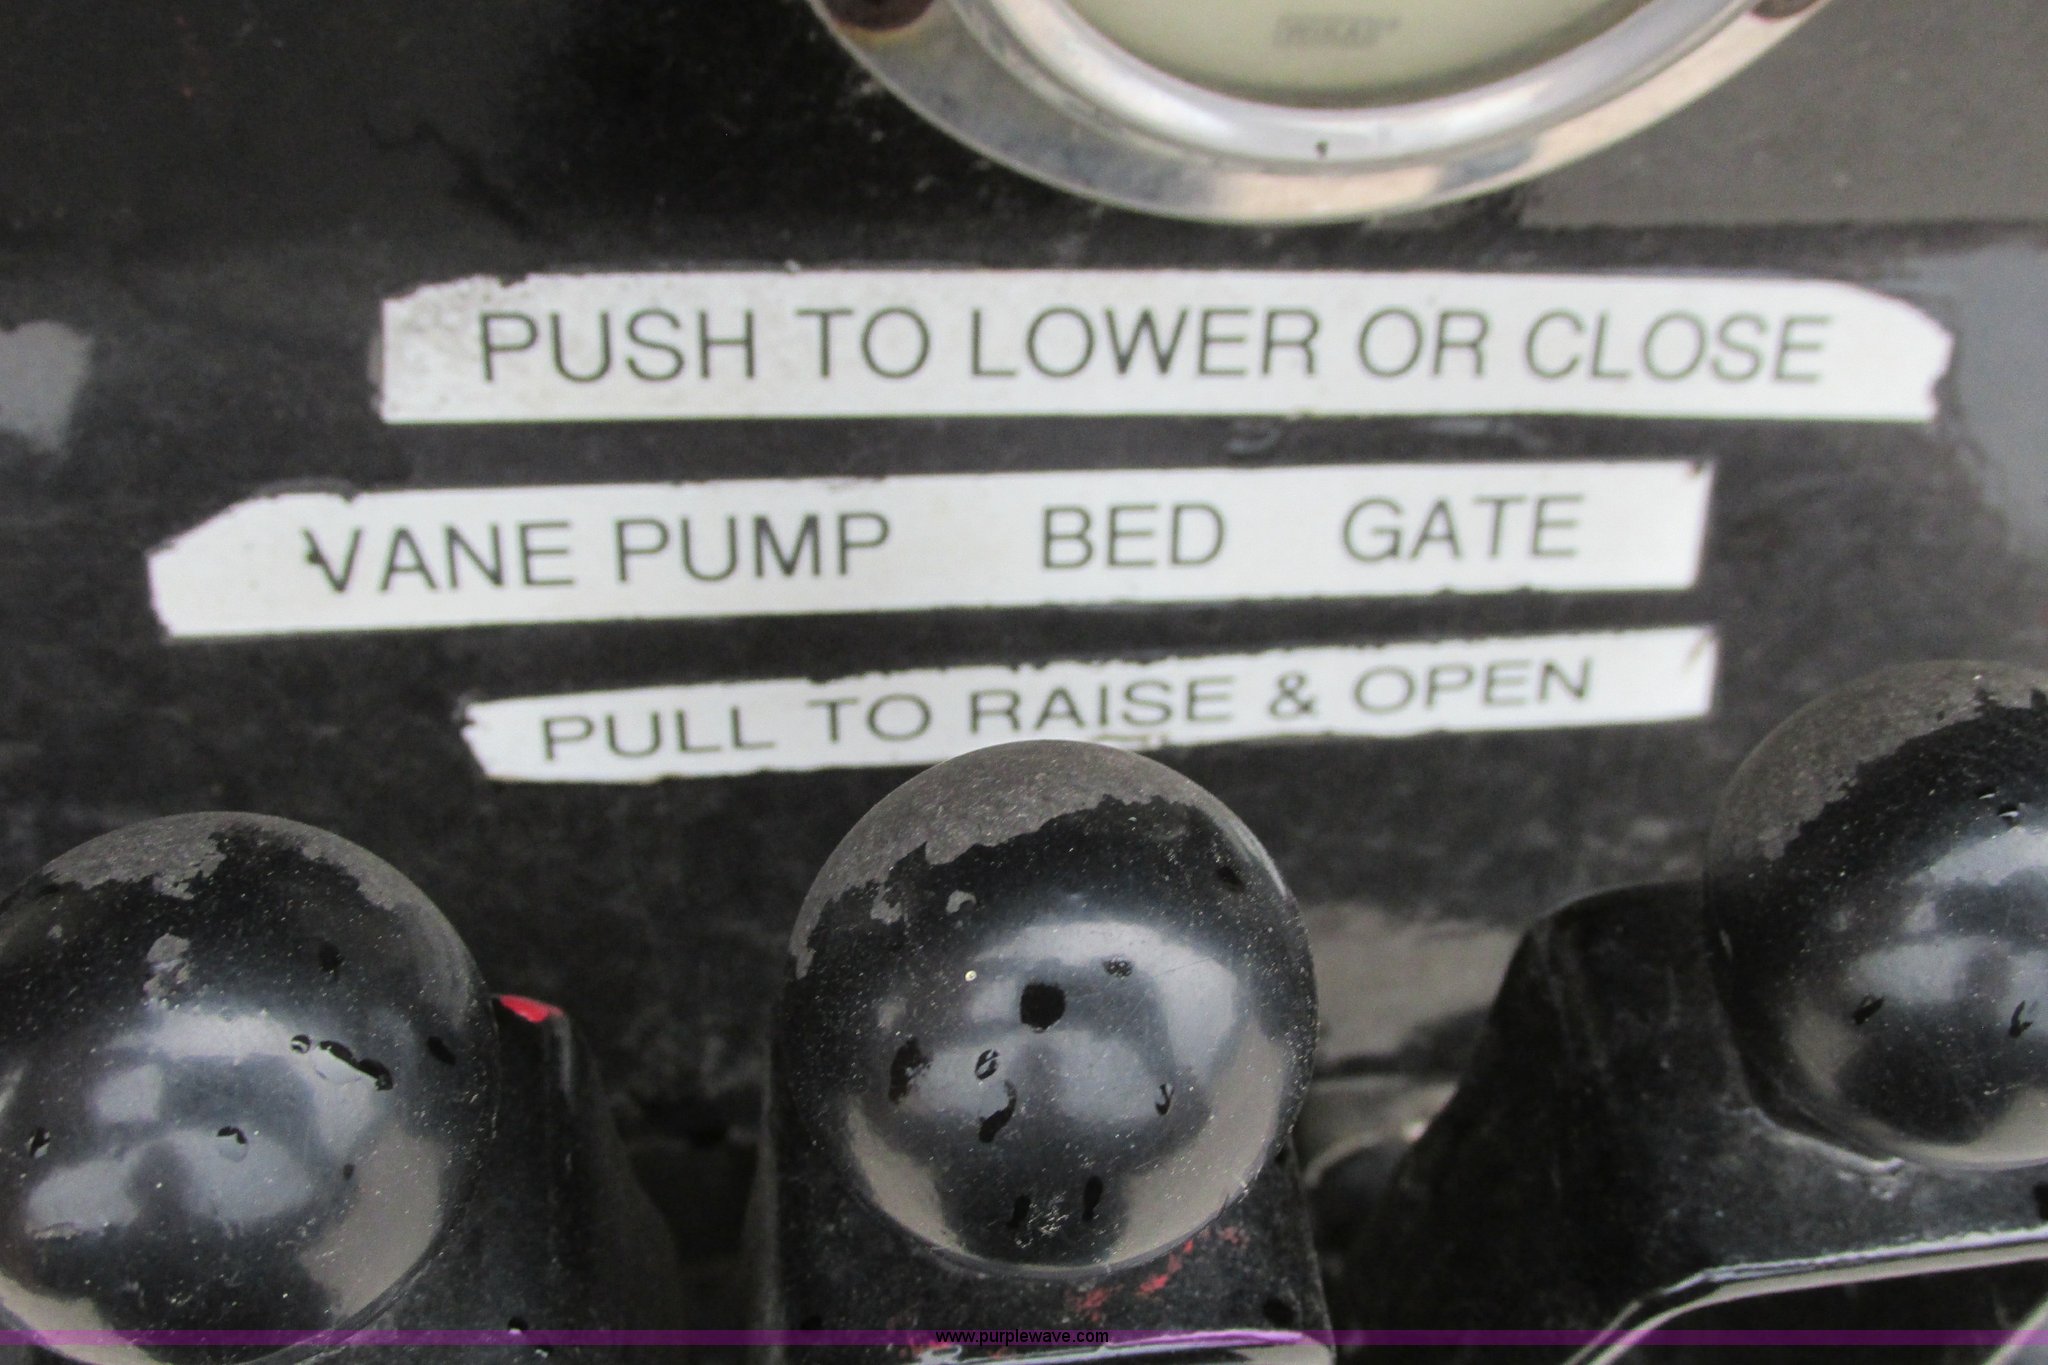 PUSH TO LOWER OR CLOSE
VANE PUMP BED GATE
PULL TO RAISE & OPEN
www.purplewave.com